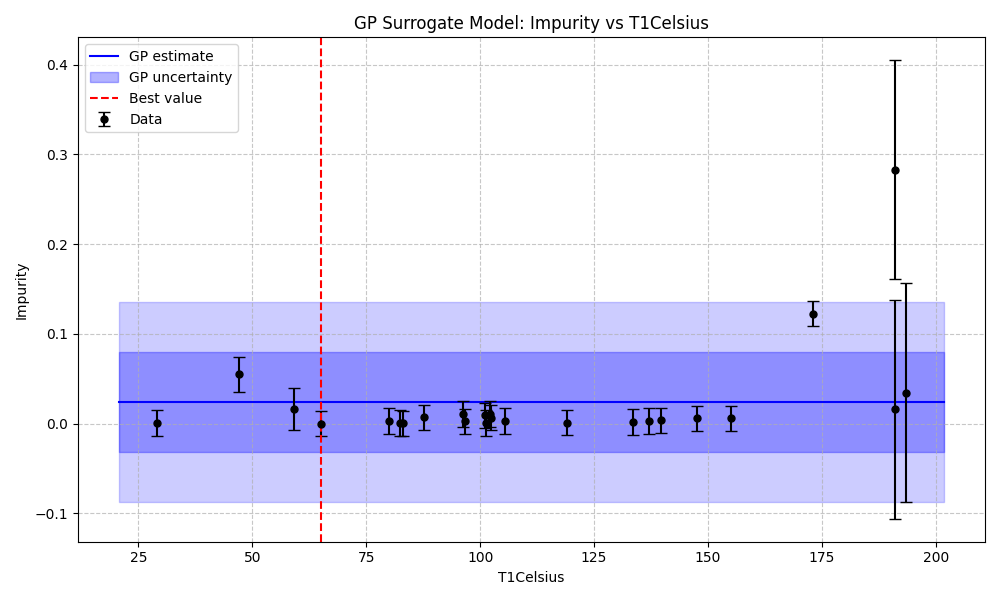 GP Surrogate Model: Impurity vs T1Celsius
GP estimate
GP uncertainty
Best value
Data
Impurity
0.4
0.3
0.2
0.1
0.0
−0.1
25
50
75
100
125
150
175
200
T1Celsius